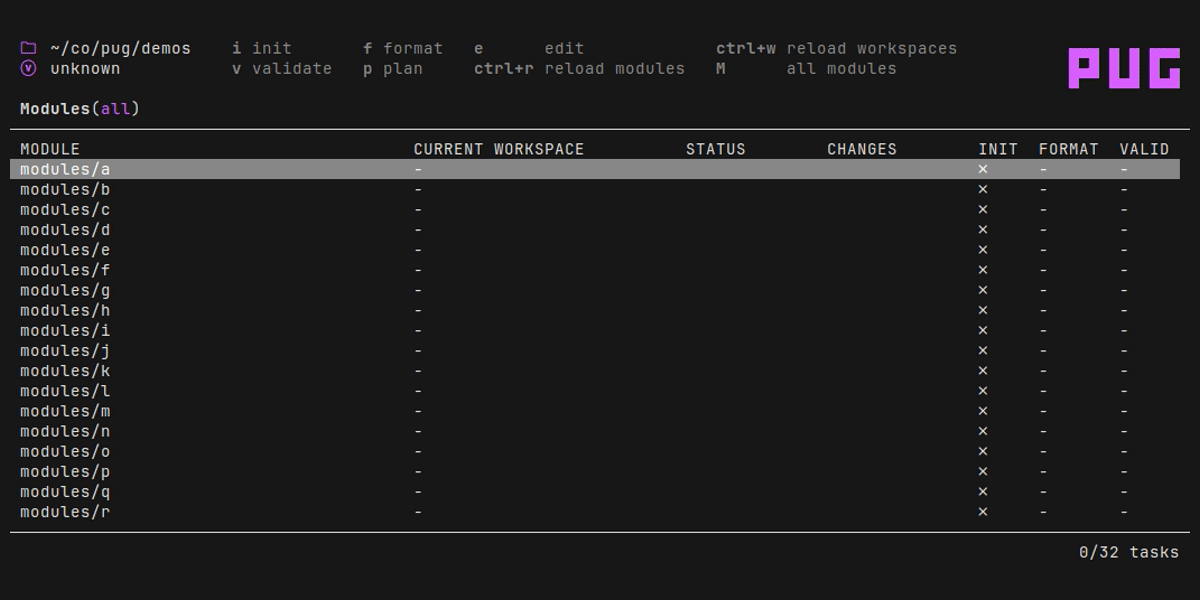 ~/co/pug/demos i init f format e edit ctrl+w reload workspaces
v unknown v validate p plan ctrl+r reload modules M all modules
PUG
Modules(all)
MODULE CURRENT WORKSPACE STATUS CHANGES INIT FORMAT VALID
modules/a - × - -
modules/b - × - -
modules/c - × - -
modules/d - × - -
modules/e - × - -
modules/f - × - -
modules/g - × - -
modules/h - × - -
modules/i - × - -
modules/j - × - -
modules/k - × - -
modules/l - × - -
modules/m - × - -
modules/n - × - -
modules/o - × - -
modules/p - × - -
modules/q - × - -
modules/r - × - -
0/32 tasks